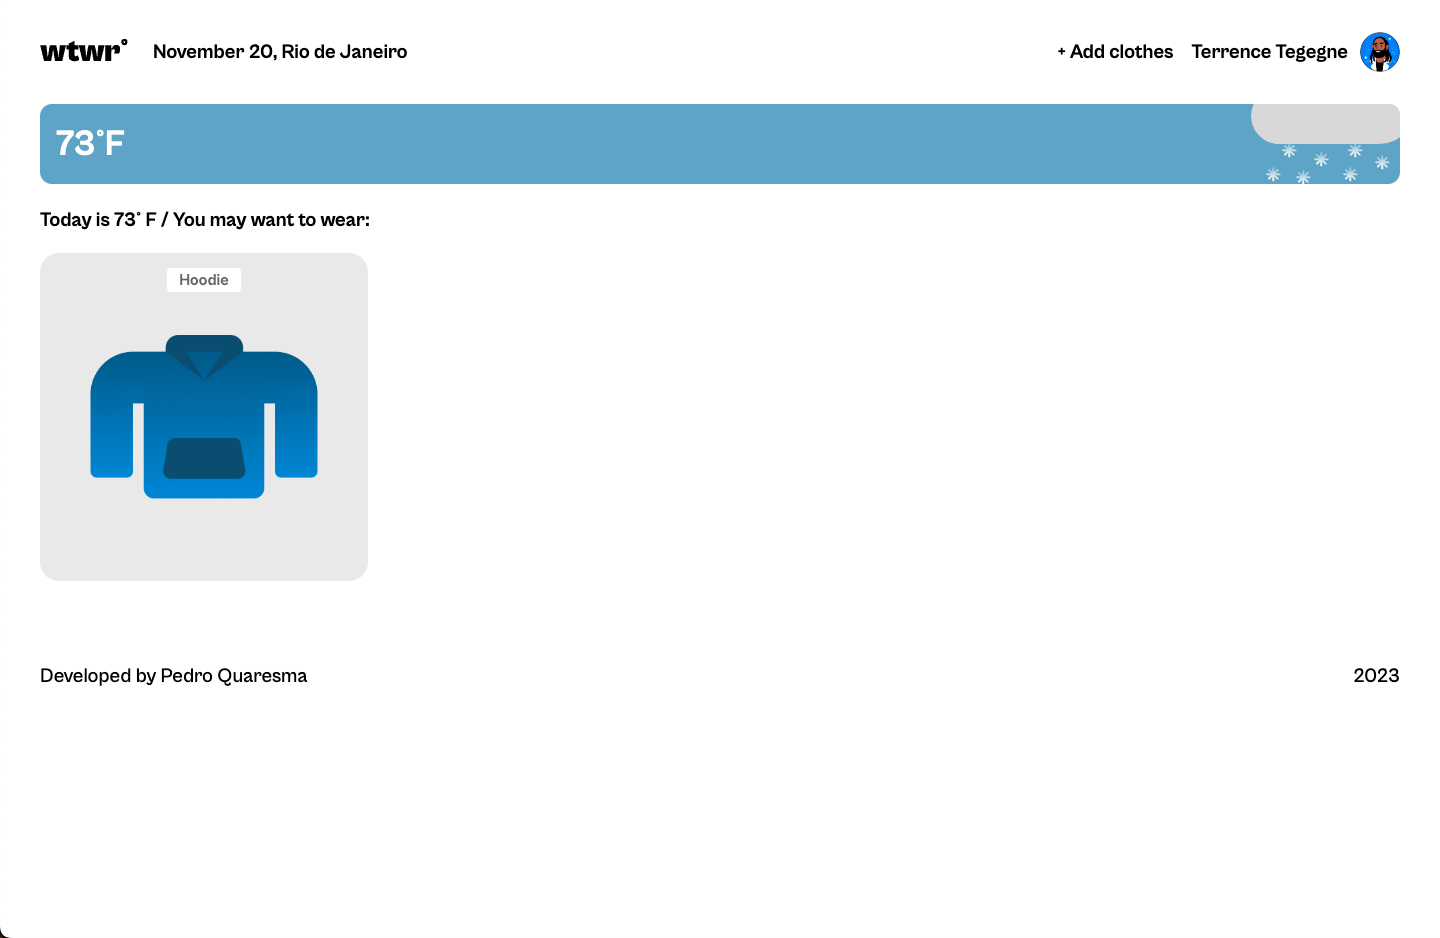 wtwr°
November 20, Rio de Janeiro
+ Add clothes
Terrence Tegegne
73°F
Today is 73° F / You may want to wear:
Hoodie
Developed by Pedro Quaresma
2023